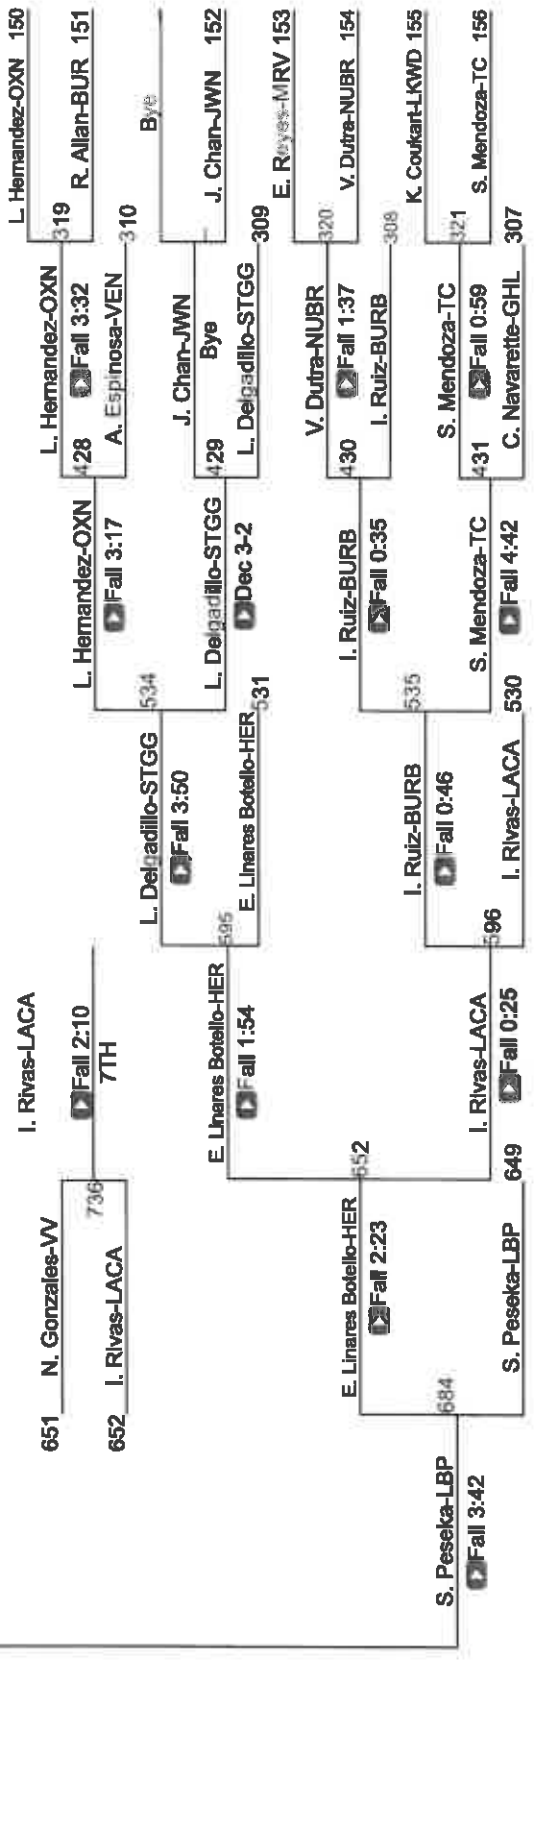 L. Hernandez-OXN 150
319
R. Allan-BUR 151
L. Hernandez-OXN
Fall 3:32
428
A. Espinosa-VEN 310
L. Hernandez-OXN
Fall 3:17
534
Bye
J. Chan-JWN 152
J. Chan-JWN
Bye
429
L. Delgadillo-STGG 309
L. Delgadillo-STGG
Dec 3-2
L. Delgadillo-STGG
Fall 3:50
595
E. Linares Botello-HER 531
E. Linares Botello-HER
Fall 1:54
652
E. Reyes-MRV 153
320
V. Dutra-NUBR 154
V. Dutra-NUBR
Fall 1:37
430
I. Ruiz-BURB 308
I. Ruiz-BURB
Fall 0:35
535
K. Coukart-LKWD 155
321
S. Mendoza-TC 156
S. Mendoza-TC
Fall 0:59
431
C. Navarette-GHL 307
S. Mendoza-TC
Fall 4:42
I. Ruiz-BURB
Fall 0:46
596
I. Rivas-LACA 530
I. Rivas-LACA
Fall 0:25
E. Linares Botello-HER
Fall 2:23
684
S. Peseka-LBP 649
S. Peseka-LBP
Fall 3:42
651 N. Gonzales-VV
736
652 I. Rivas-LACA
I. Rivas-LACA
Fall 2:10
7TH